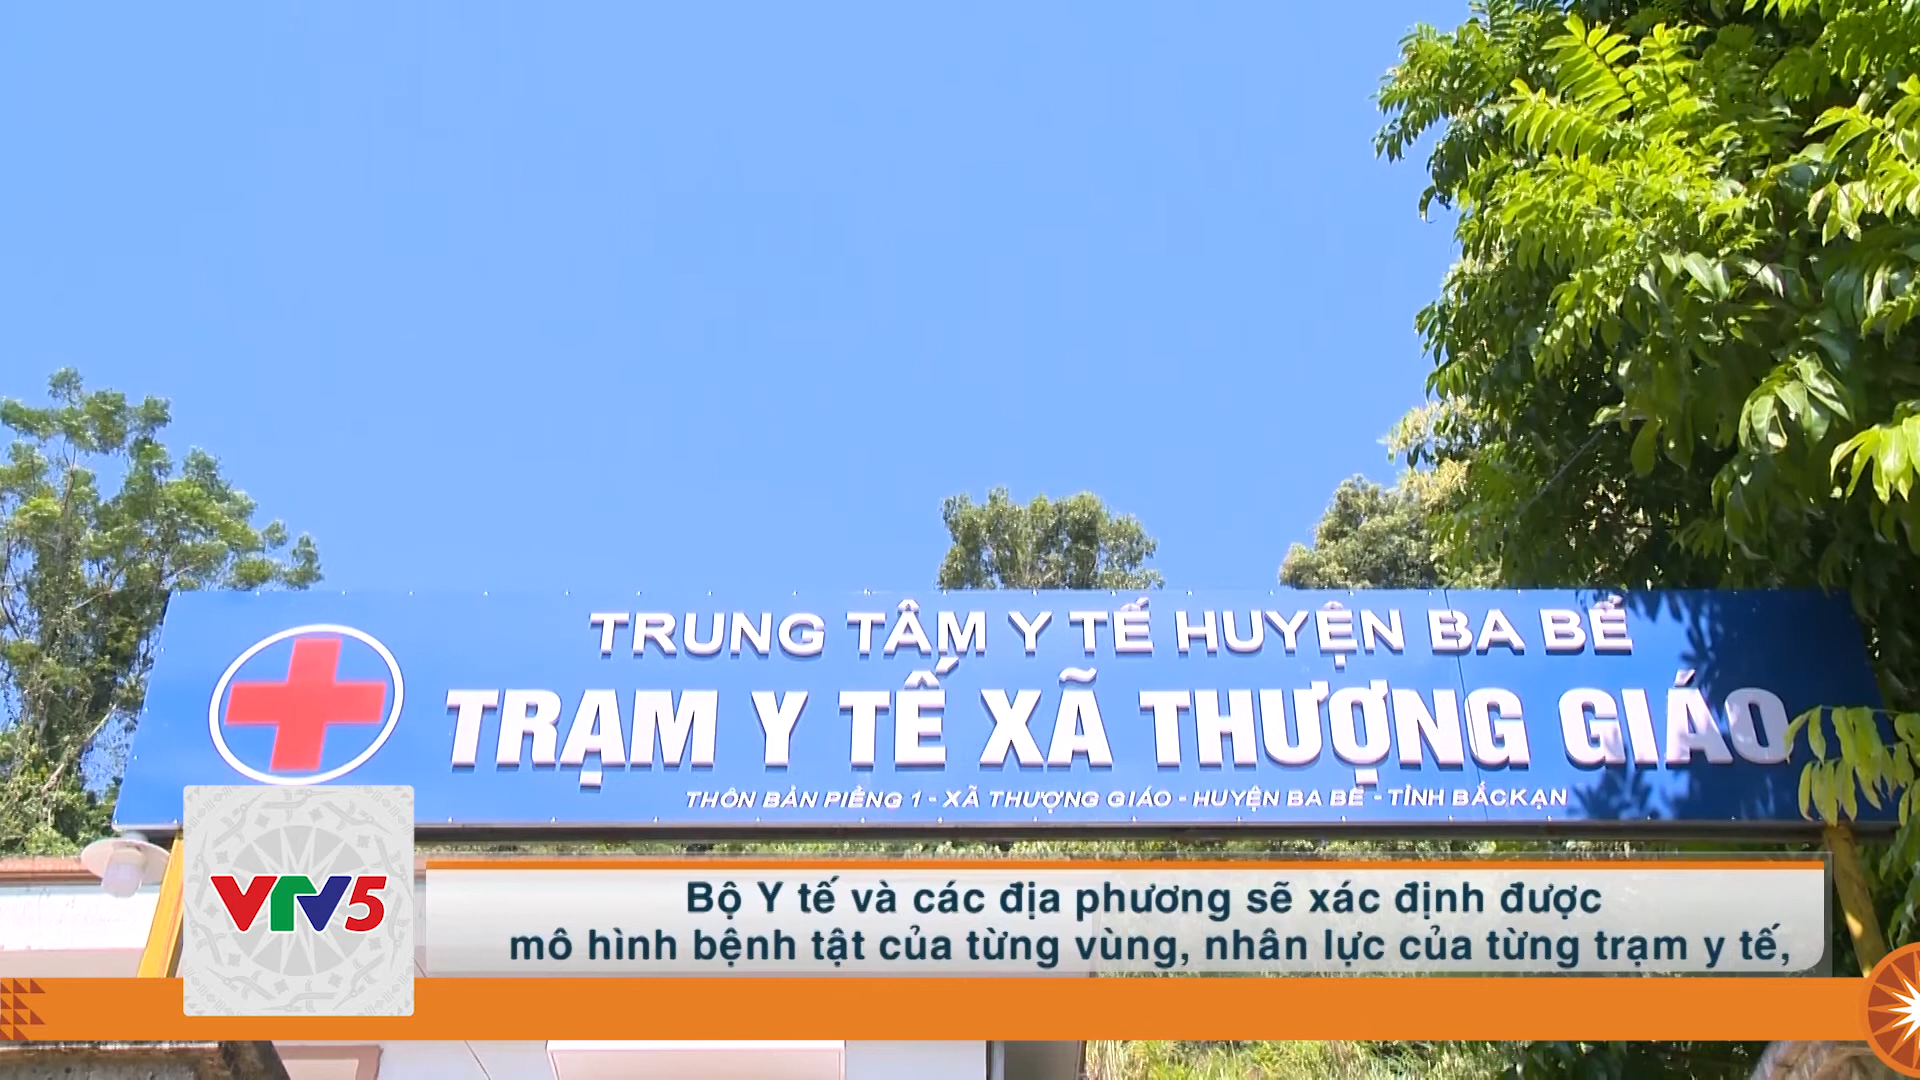 TRUNG TÂM Y TẾ HUYỆN BA BỂ
TRẠM Y TẾ XÃ THƯỢNG GIÁO
THÔN BẢN PIỀNG 1 - XÃ THƯỢNG GIÁO - HUYỆN BA BỂ - TỈNH BẮCKẠN
VTV5
Bộ Y tế và các địa phương sẽ xác định được
mô hình bệnh tật của từng vùng, nhân lực của từng trạm y tế,